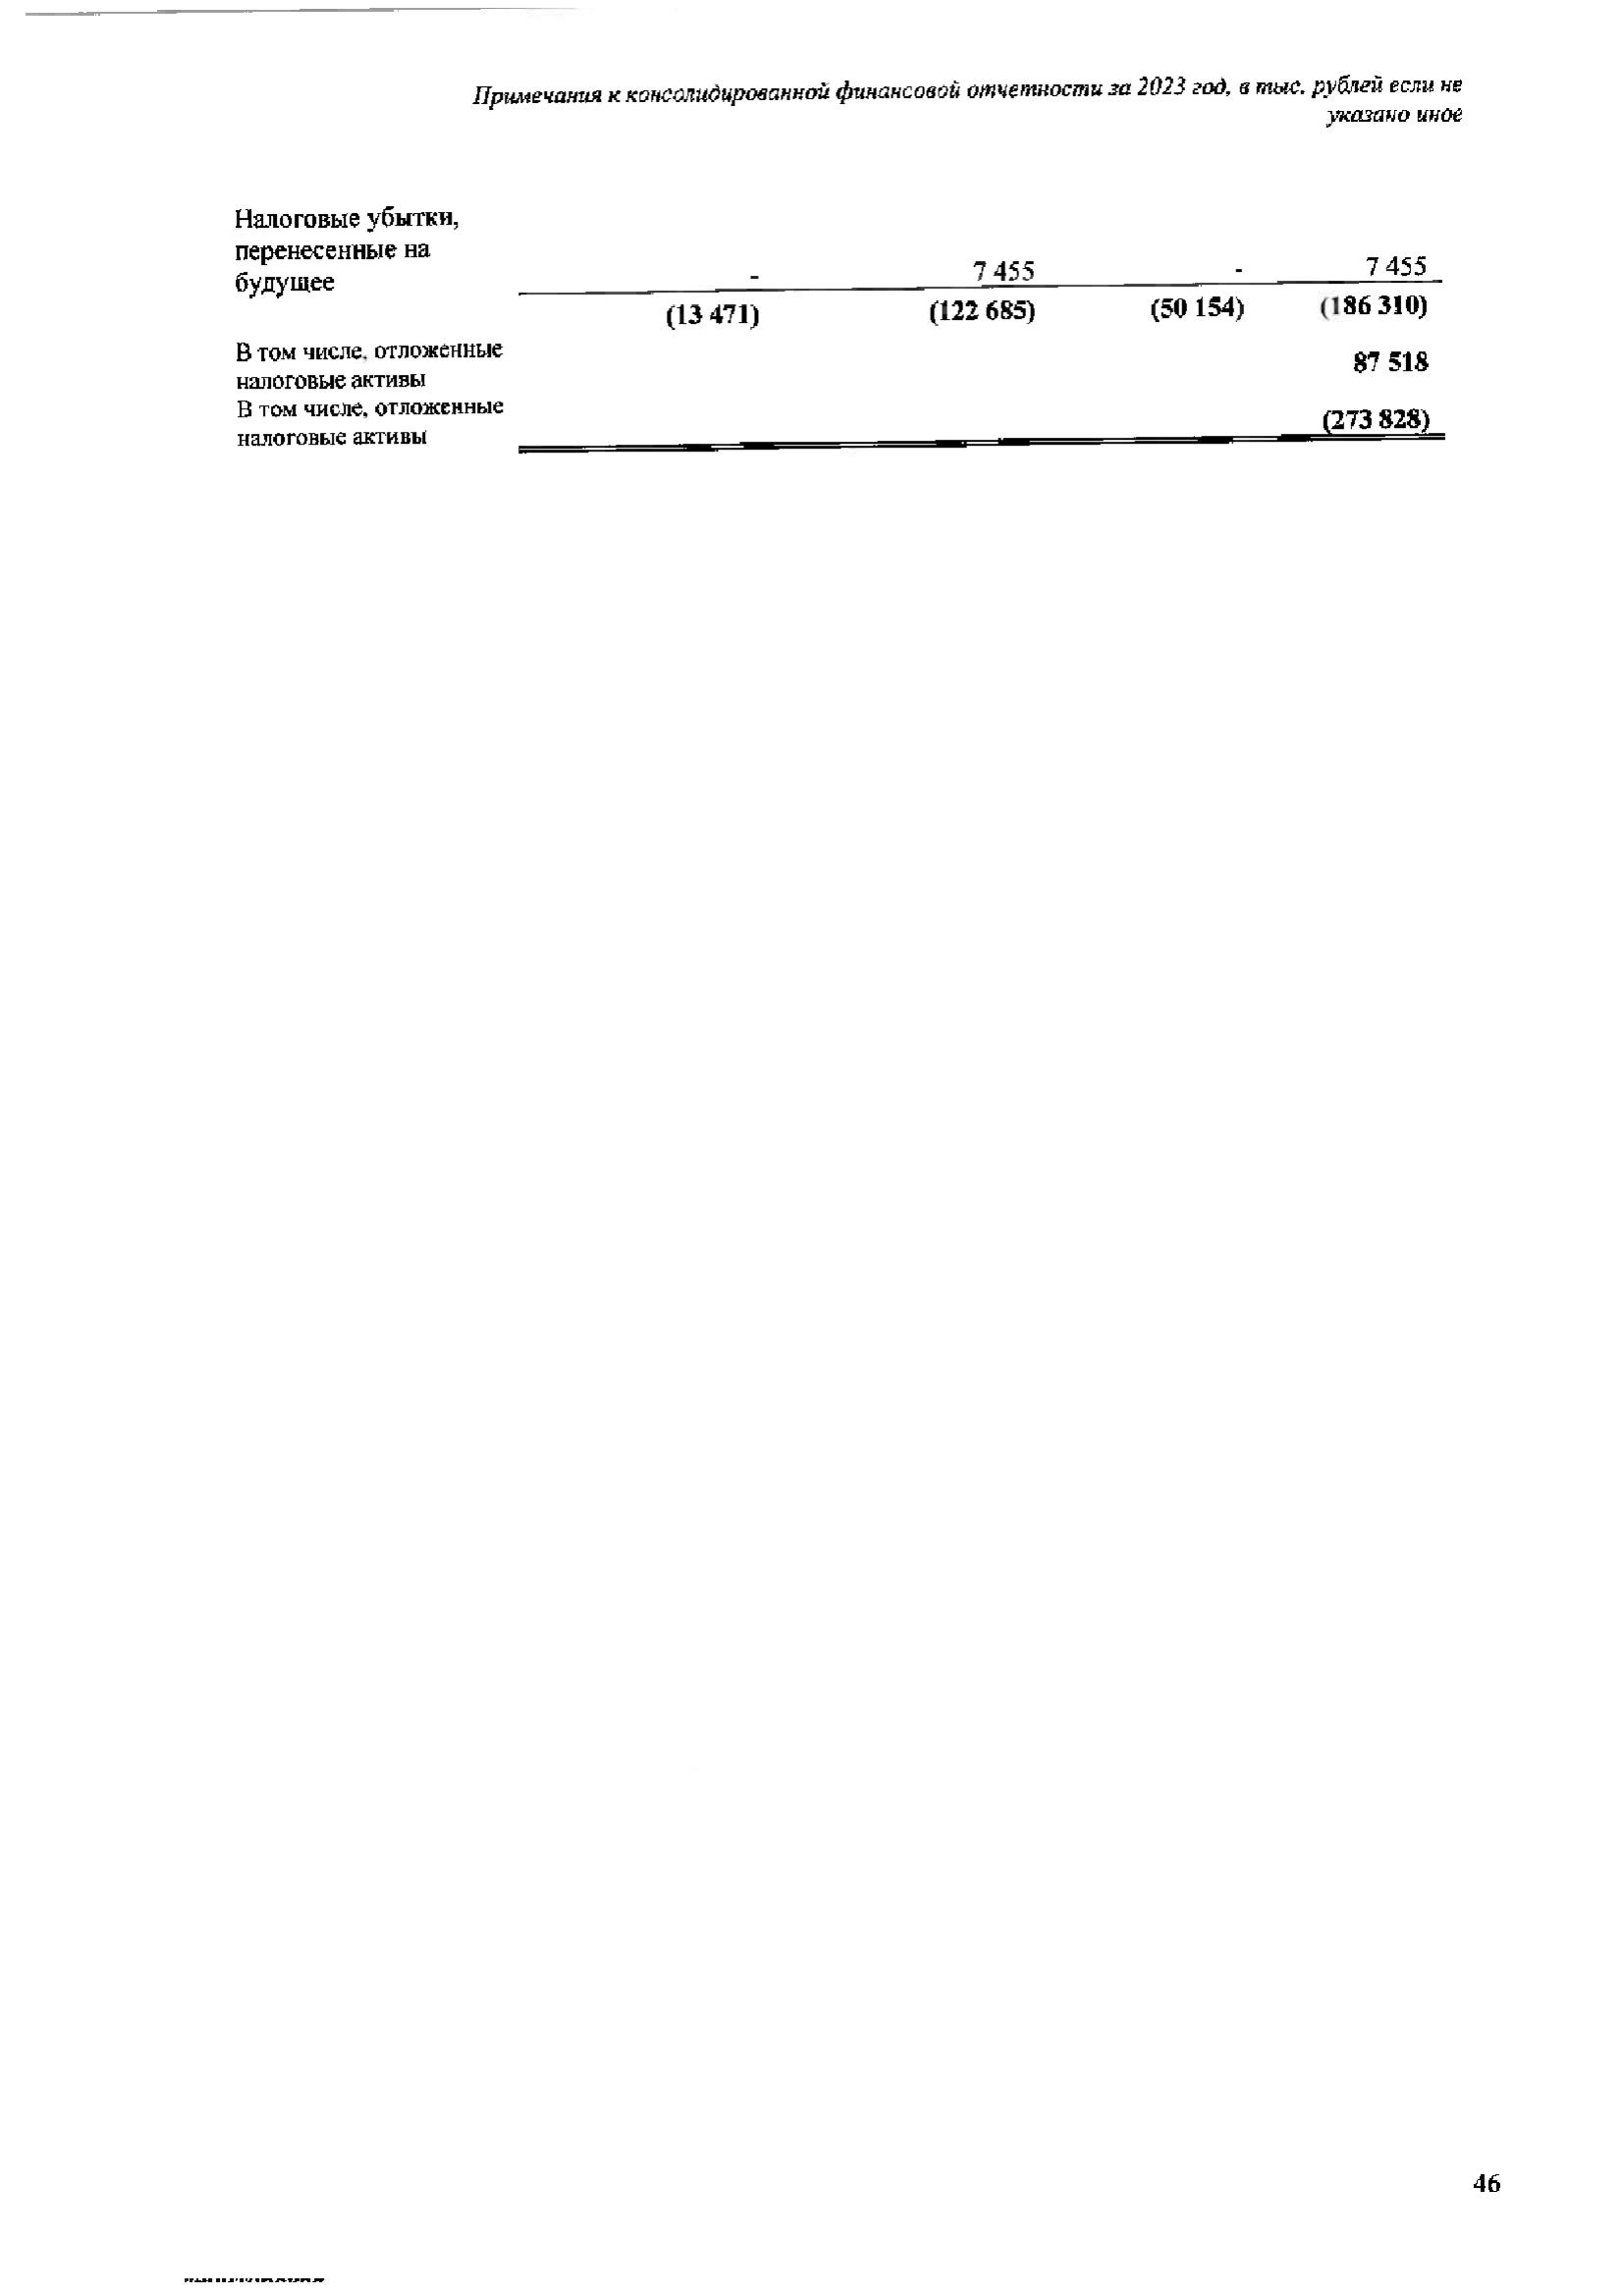 Примечания к консолидированной финансовой отчетности за 2023 год, в тыс. рублей если не
указано иное
Налоговые убытки,
перенесенные на
будущее - 7 455 - 7 455
(13 471) (122 685) (50 154) (186 310)
В том числе, отложенные
налоговые активы 87 518
В том числе, отложенные
налоговые активы (273 828)
46